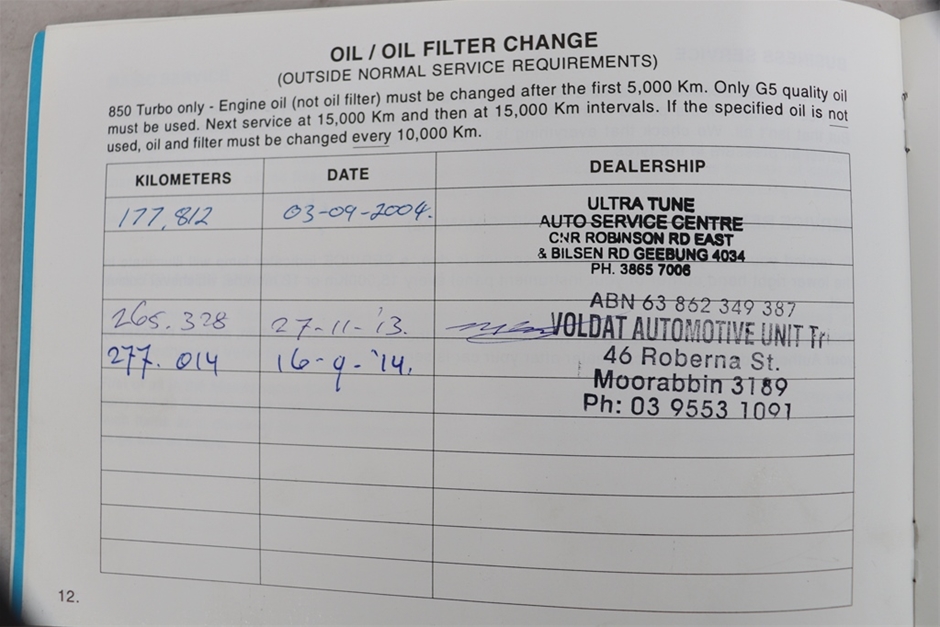 OIL / OIL FILTER CHANGE
(OUTSIDE NORMAL SERVICE REQUIREMENTS)
850 Turbo only - Engine oil (not oil filter) must be changed after the first 5,000 Km. Only G5 quality oil
must be used. Next service at 15,000 Km and then at 15,000 Km intervals. If the specified oil is not
used, oil and filter must be changed every 10,000 Km.
KILOMETERS DATE DEALERSHIP
177,812 03-09-2004.
ULTRA TUNE
AUTO SERVICE CENTRE
CNR ROBINSON RD EAST
& BILSEN RD GEEBUNG 4034
PH. 3865 7006
ABN 63 862 349 387
265.328 27-11-'13. VOLDAT AUTOMOTIVE UNIT Tr
277.014 16-9-'14. 46 Roberna St.
Moorabbin 3189
Ph: 03 9553 1091
12.